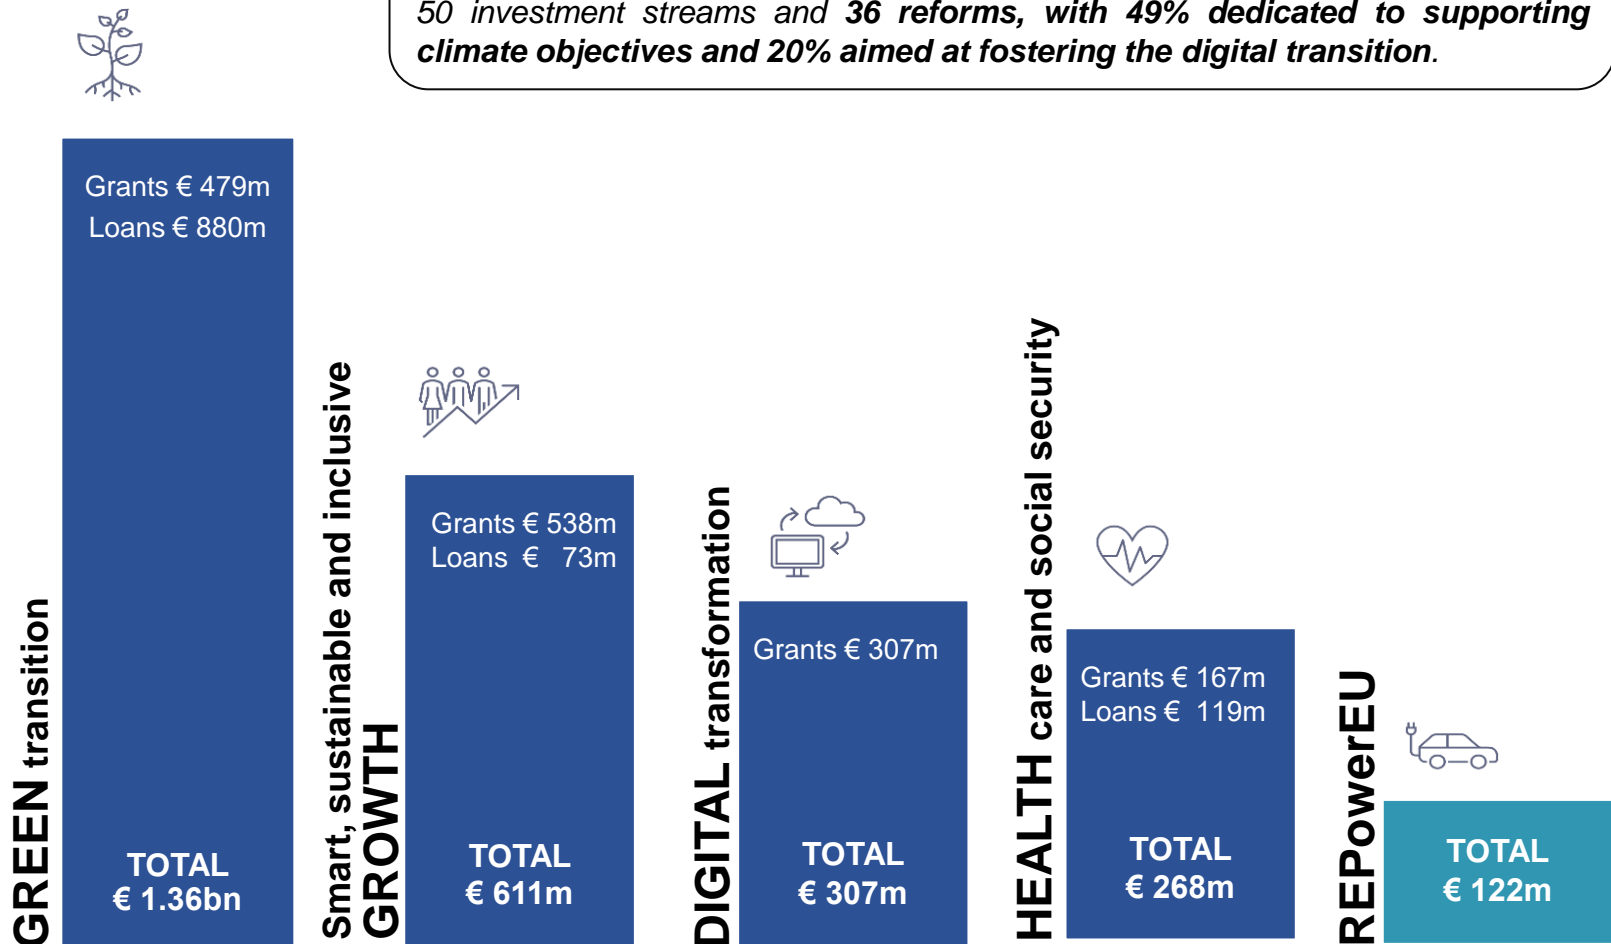 50 investment streams and 36 reforms, with 49% dedicated to supporting
climate objectives and 20% aimed at fostering the digital transition.
GREEN transition
Grants € 479m
Loans € 880m
TOTAL
€ 1.36bn
Smart, sustainable and inclusive
GROWTH
Grants € 538m
Loans € 73m
TOTAL
€ 611m
DIGITAL transformation
Grants € 307m
TOTAL
€ 307m
HEALTH care and social security
Grants € 167m
Loans € 119m
TOTAL
€ 268m
REPowerEU
TOTAL
€ 122m